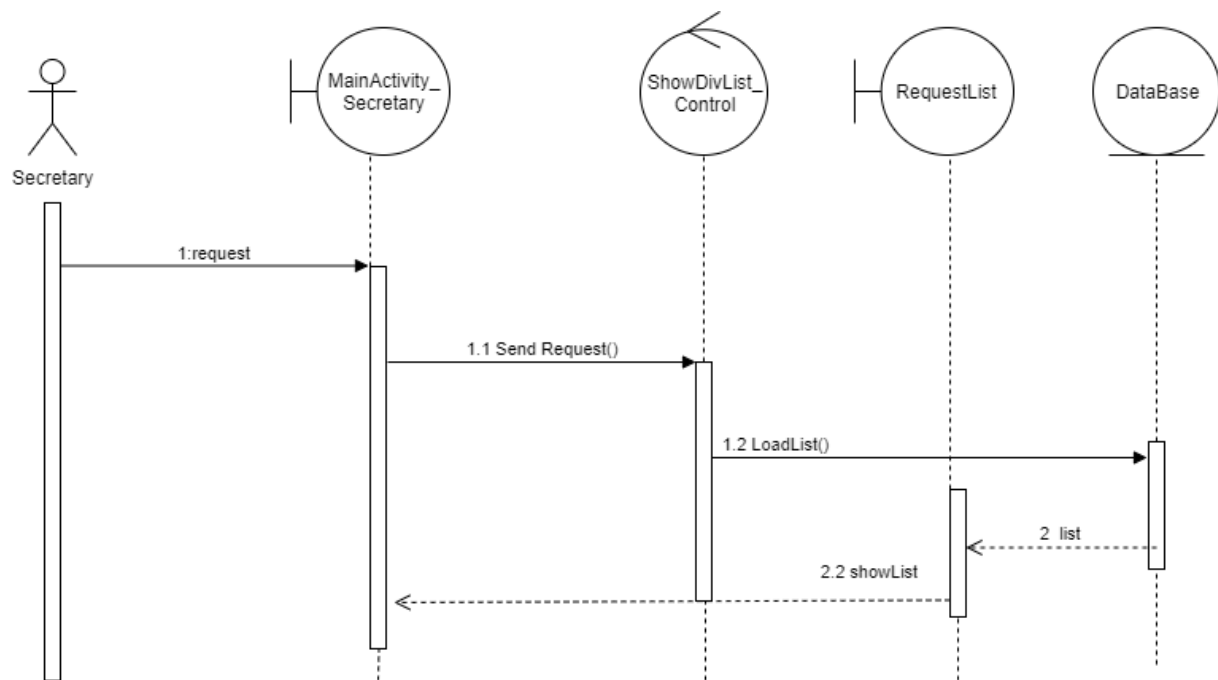 MainActivity_
Secretary
ShowDivList_
Control
RequestList
DataBase
Secretary
1:request
1.1 Send Request()
1.2 LoadList()
2  list
2.2 showList